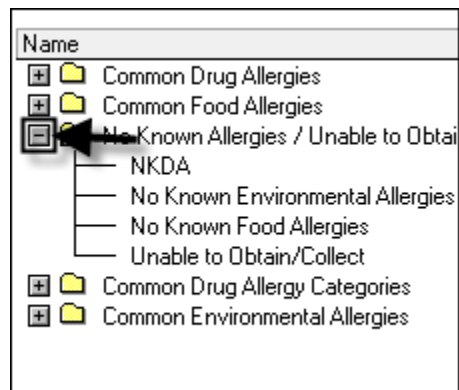 Name
Common Drug Allergies
Common Food Allergies
No Known Allergies / Unable to Obtai
NKDA
No Known Environmental Allergies
No Known Food Allergies
Unable to Obtain/Collect
Common Drug Allergy Categories
Common Environmental Allergies